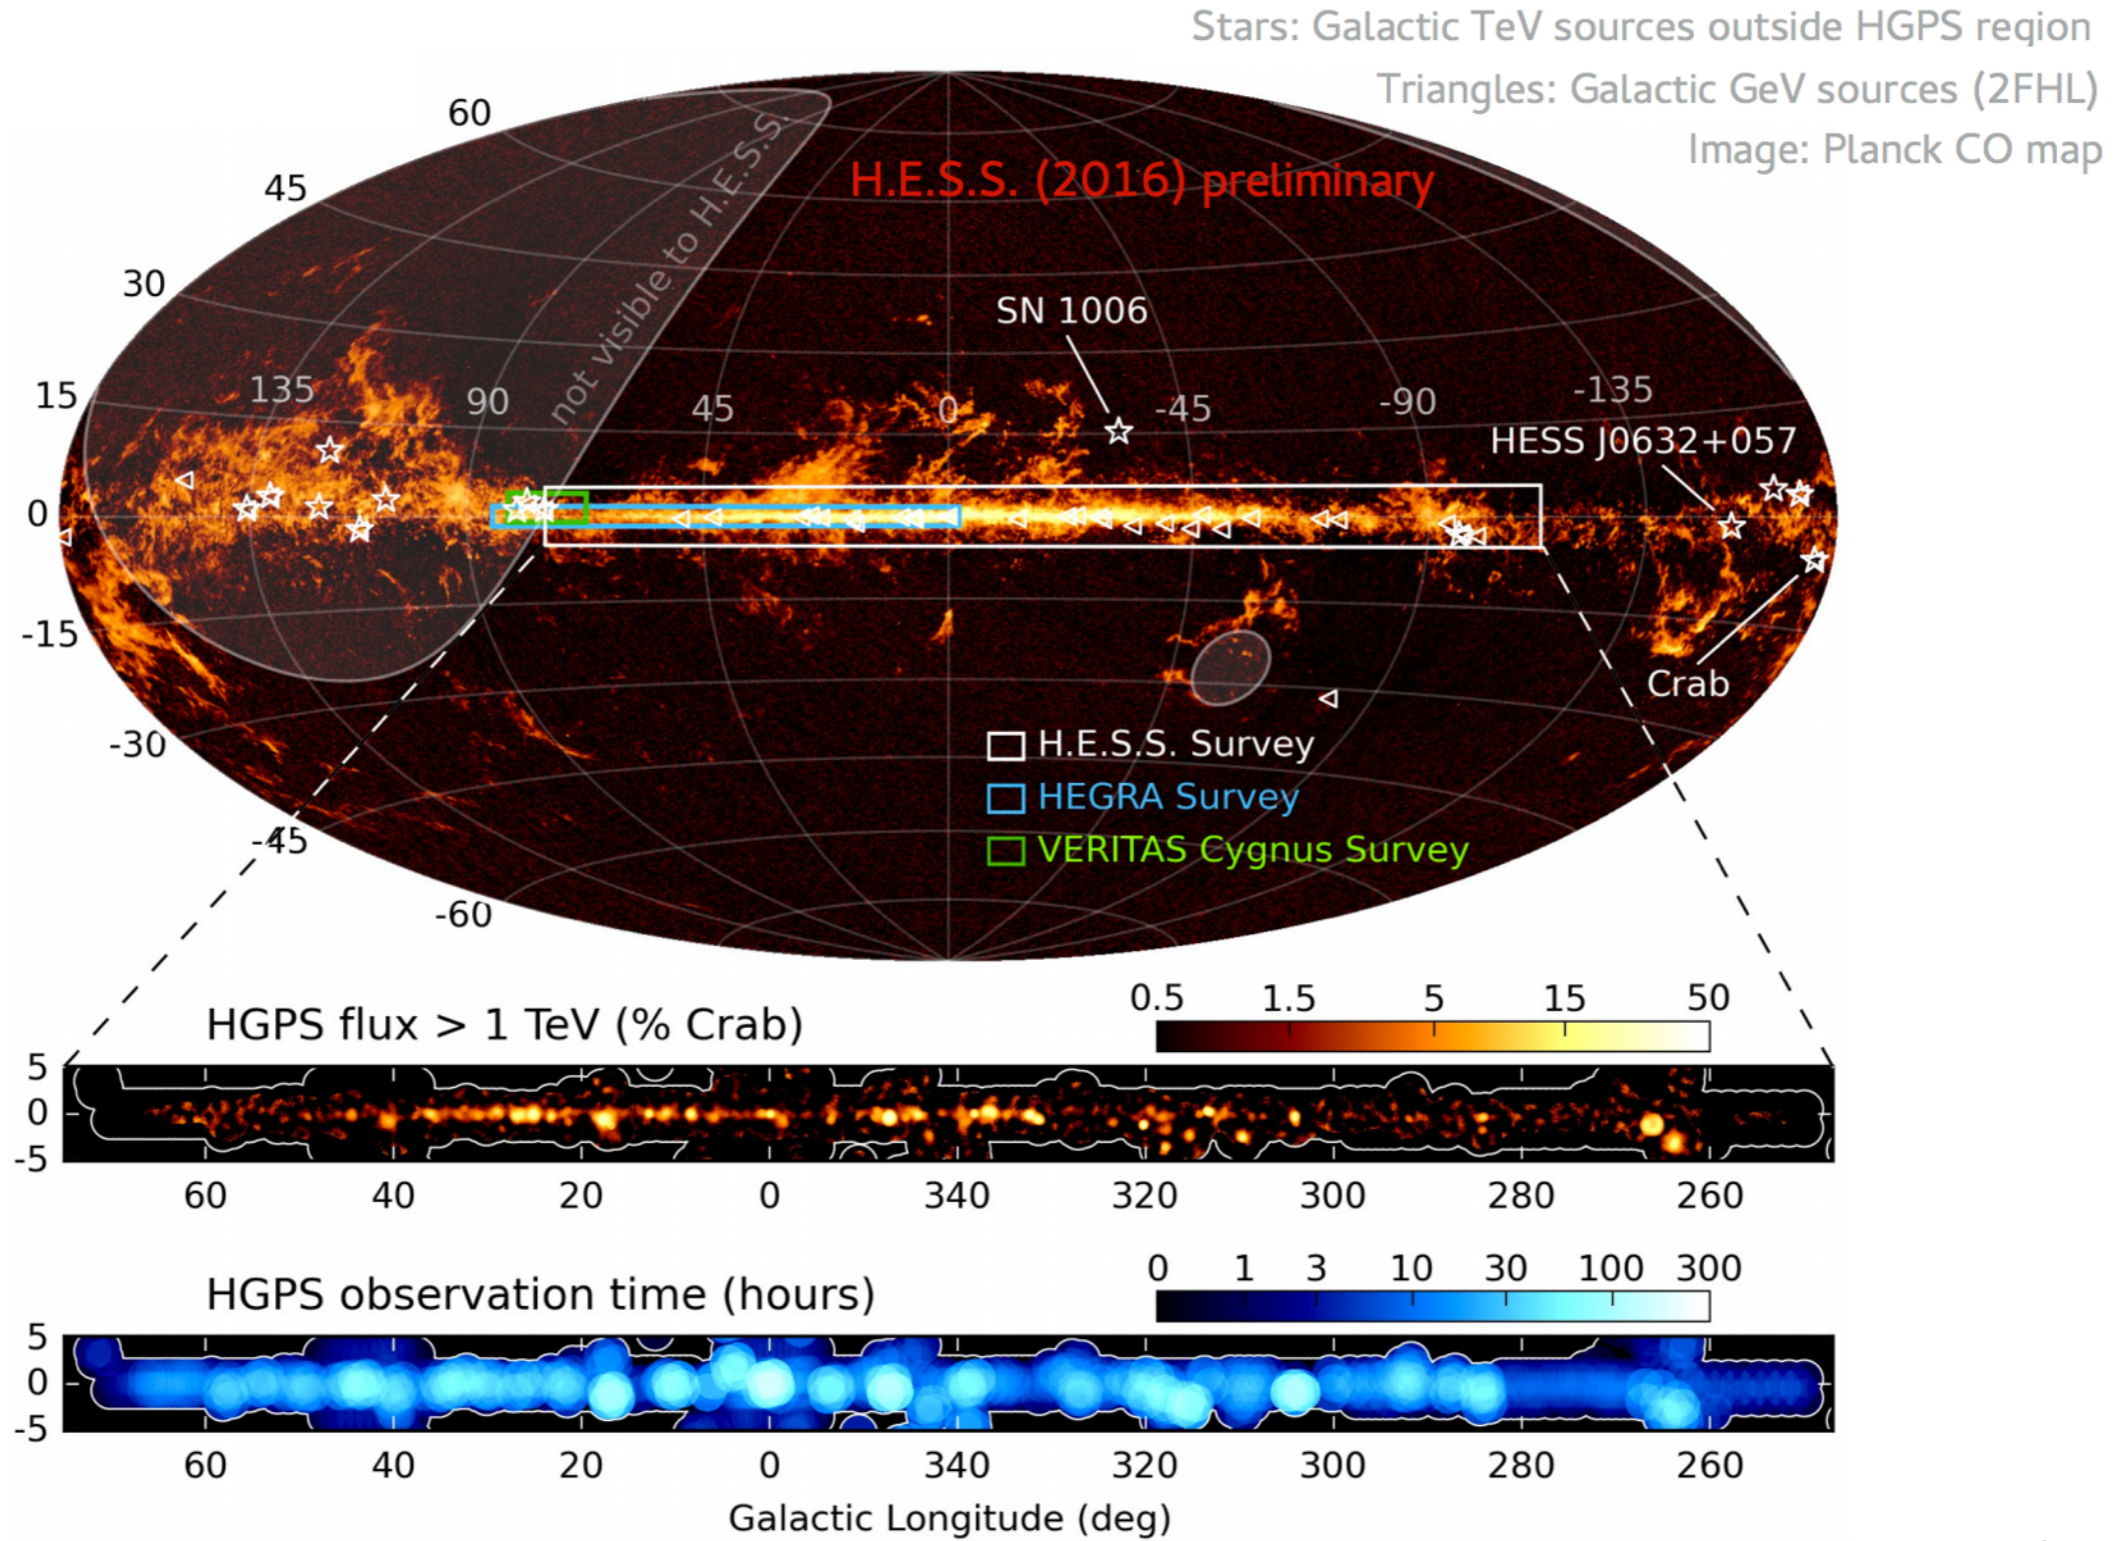 Stars: Galactic TeV sources outside HGPS region
Triangles: Galactic GeV sources (2FHL)
Image: Planck CO map
60
45
30
15
0
-15
-30
-45
-60
H.E.S.S. (2016) preliminary
not visible to H.E.S.S.
SN 1006
135
90
45
0
-45
-90
-135
HESS J0632+057
Crab
H.E.S.S. Survey
HEGRA Survey
VERITAS Cygnus Survey
HGPS flux > 1 TeV (% Crab)
0.5 1.5 5 15 50
5
0
-5
60 40 20 0 340 320 300 280 260
HGPS observation time (hours)
0 1 3 10 30 100 300
5
0
-5
60 40 20 0 340 320 300 280 260
Galactic Longitude (deg)